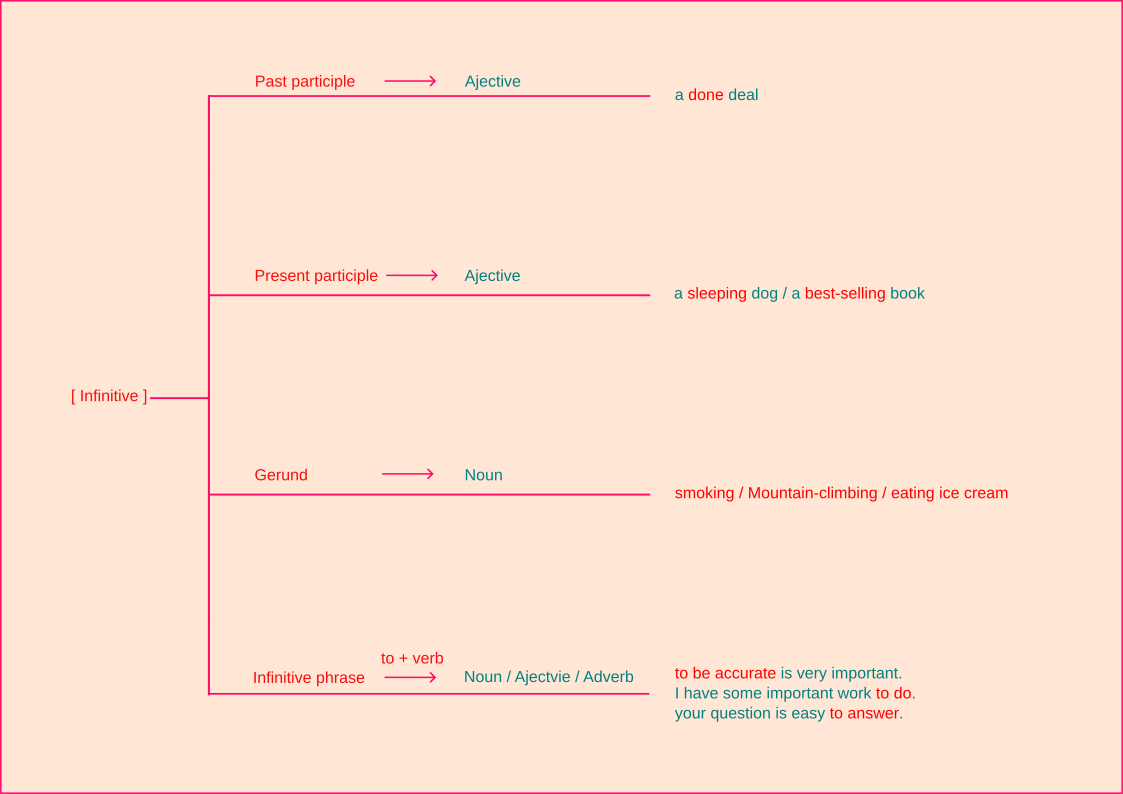 Past participle Ajective
a done deal
Present participle Ajective
a sleeping dog / a best-selling book
[ Infinitive ]
Gerund Noun
smoking / Mountain-climbing / eating ice cream
to + verb
Infinitive phrase Noun / Ajectvie / Adverb
to be accurate is very important.
I have some important work to do.
your question is easy to answer.